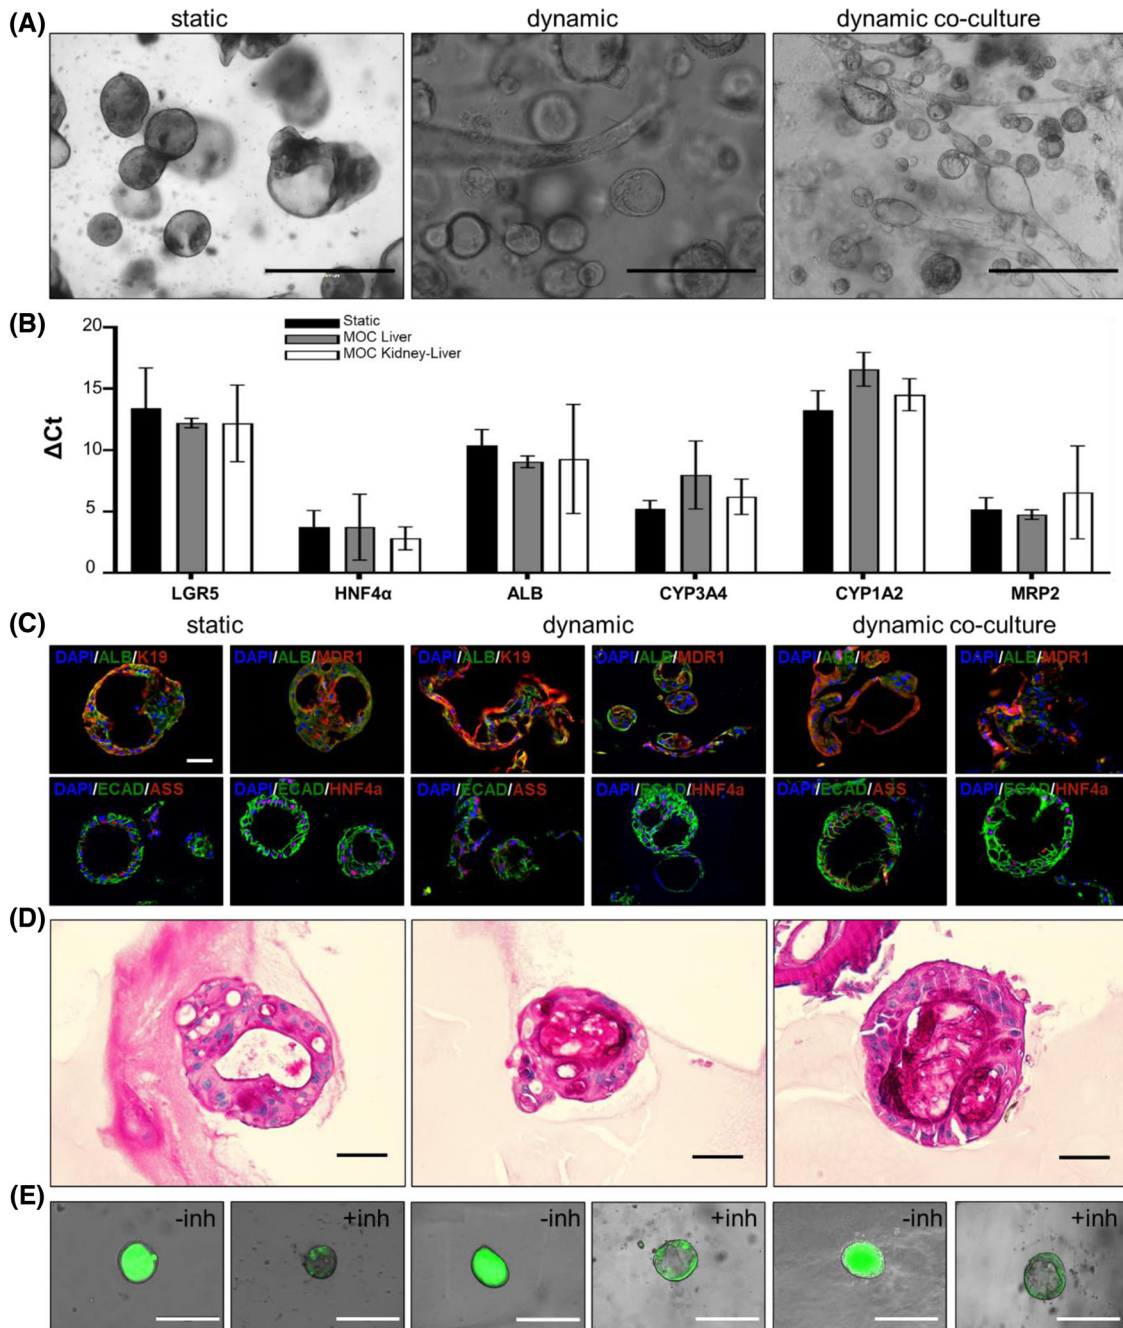 (A)
static
dynamic
dynamic co-culture
(B)
20
15
10
5
0
ΔCt
Static
MOC Liver
MOC Kidney-Liver
LGR5
HNF4α
ALB
CYP3A4
CYP1A2
MRP2
(C)
static
dynamic
dynamic co-culture
DAPI/ALB/K19
DAPI/ALB/MDR1
DAPI/ALB/K19
DAPI/ALB/MDR1
DAPI/ALB/K19
DAPI/ALB/MDR1
DAPI/ECAD/ASS
DAPI/ECAD/HNF4a
DAPI/ECAD/ASS
DAPI/ECAD/HNF4a
DAPI/ECAD/ASS
DAPI/ECAD/HNF4a
(D)
(E)
-inh
+inh
-inh
+inh
-inh
+inh